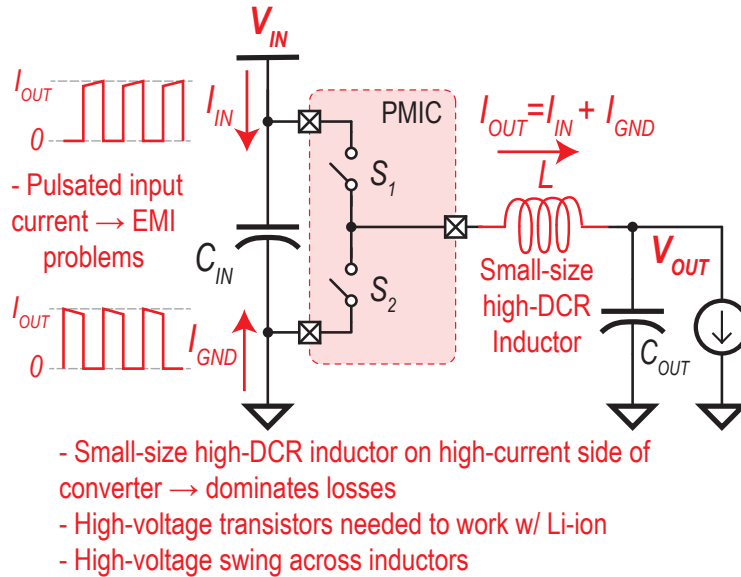 V_IN
I_OUT
0
I_IN
PMIC
I_OUT=I_IN + I_GND
L
S_1
- Pulsated input
current → EMI
problems
C_IN
S_2
Small-size
high-DCR
Inductor
V_OUT
C_OUT
I_OUT
0
I_GND
- Small-size high-DCR inductor on high-current side of
converter → dominates losses
- High-voltage transistors needed to work w/ Li-ion
- High-voltage swing across inductors